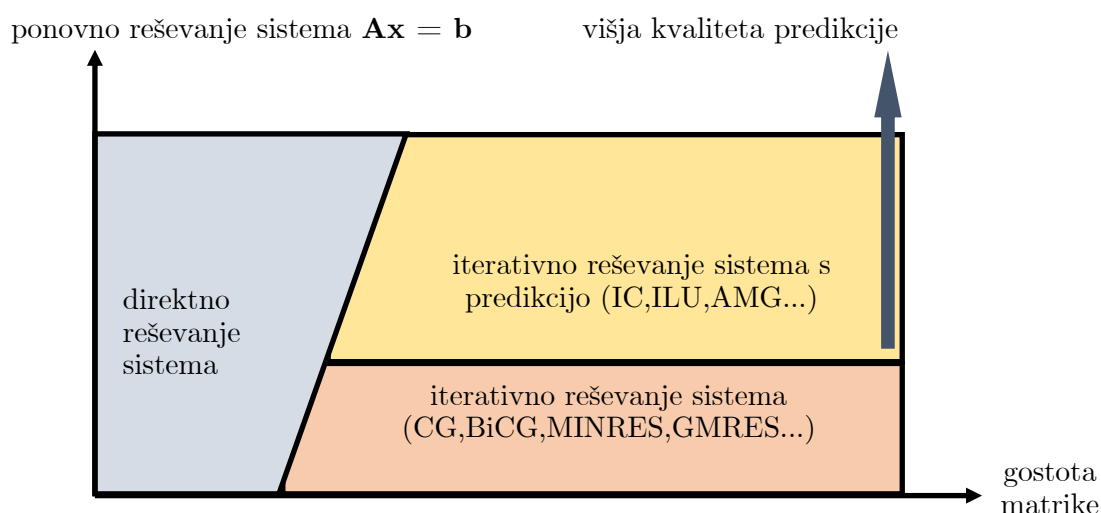 ponovno reševanje sistema Ax = b
višja kvaliteta predikcije
iterativno reševanje sistema s
predikcijo (IC,ILU,AMG...)
direktno
reševanje
sistema
iterativno reševanje sistema
(CG,BiCG,MINRES,GMRES...)
gostota
matrike